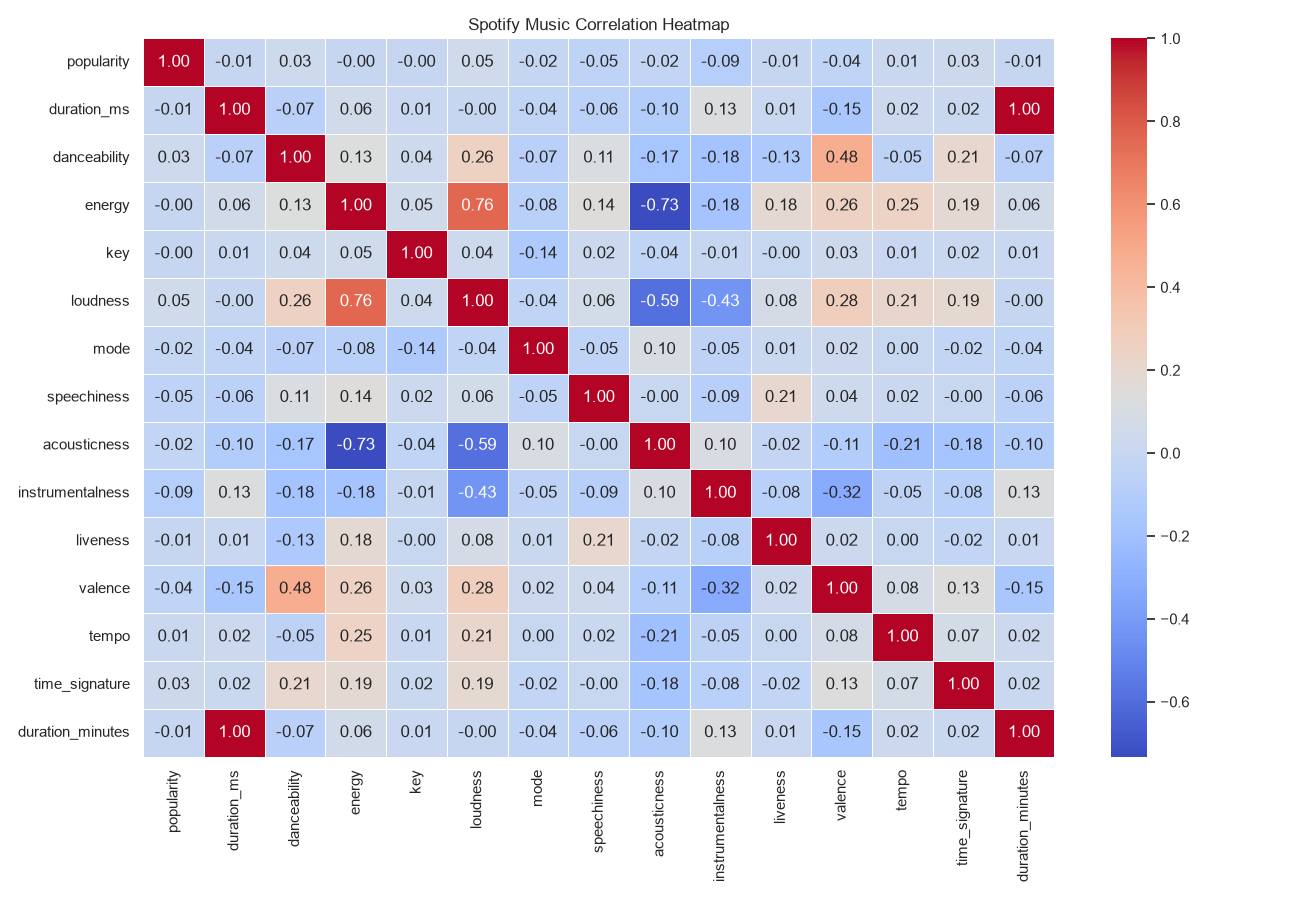 Spotify Music Correlation Heatmap
popularity 1.00 -0.01 0.03 -0.00 -0.00 0.05 -0.02 -0.05 -0.02 -0.09 -0.01 -0.04 0.01 0.03 -0.01
duration_ms -0.01 1.00 -0.07 0.06 0.01 -0.00 -0.04 -0.06 -0.10 0.13 0.01 -0.15 0.02 0.02 1.00
danceability 0.03 -0.07 1.00 0.13 0.04 0.26 -0.07 0.11 -0.17 -0.18 -0.13 0.48 -0.05 0.21 -0.07
energy -0.00 0.06 0.13 1.00 0.05 0.76 -0.08 0.14 -0.73 -0.18 0.18 0.26 0.25 0.19 0.06
key -0.00 0.01 0.04 0.05 1.00 0.04 -0.14 0.02 -0.04 -0.01 -0.00 0.03 0.01 0.02 0.01
loudness 0.05 -0.00 0.26 0.76 0.04 1.00 -0.04 0.06 -0.59 -0.43 0.08 0.28 0.21 0.19 -0.00
mode -0.02 -0.04 -0.07 -0.08 -0.14 -0.04 1.00 -0.05 0.10 -0.05 0.01 0.02 0.00 -0.02 -0.04
speechiness -0.05 -0.06 0.11 0.14 0.02 0.06 -0.05 1.00 -0.00 -0.09 0.21 0.04 0.02 -0.00 -0.06
acousticness -0.02 -0.10 -0.17 -0.73 -0.04 -0.59 0.10 -0.00 1.00 0.10 -0.02 -0.11 -0.21 -0.18 -0.10
instrumentalness -0.09 0.13 -0.18 -0.18 -0.01 -0.43 -0.05 -0.09 0.10 1.00 -0.08 -0.32 -0.05 -0.08 0.13
liveness -0.01 0.01 -0.13 0.18 -0.00 0.08 0.01 0.21 -0.02 -0.08 1.00 0.02 0.00 -0.02 0.01
valence -0.04 -0.15 0.48 0.26 0.03 0.28 0.02 0.04 -0.11 -0.32 0.02 1.00 0.08 0.13 -0.15
tempo 0.01 0.02 -0.05 0.25 0.01 0.21 0.00 0.02 -0.21 -0.05 0.00 0.08 1.00 0.07 0.02
time_signature 0.03 0.02 0.21 0.19 0.02 0.19 -0.02 -0.00 -0.18 -0.08 -0.02 0.13 0.07 1.00 0.02
duration_minutes -0.01 1.00 -0.07 0.06 0.01 -0.00 -0.04 -0.06 -0.10 0.13 0.01 -0.15 0.02 0.02 1.00
popularity
duration_ms
danceability
energy
key
loudness
mode
speechiness
acousticness
instrumentalness
liveness
valence
tempo
time_signature
duration_minutes
1.0
0.8
0.6
0.4
0.2
0.0
−0.2
−0.4
−0.6